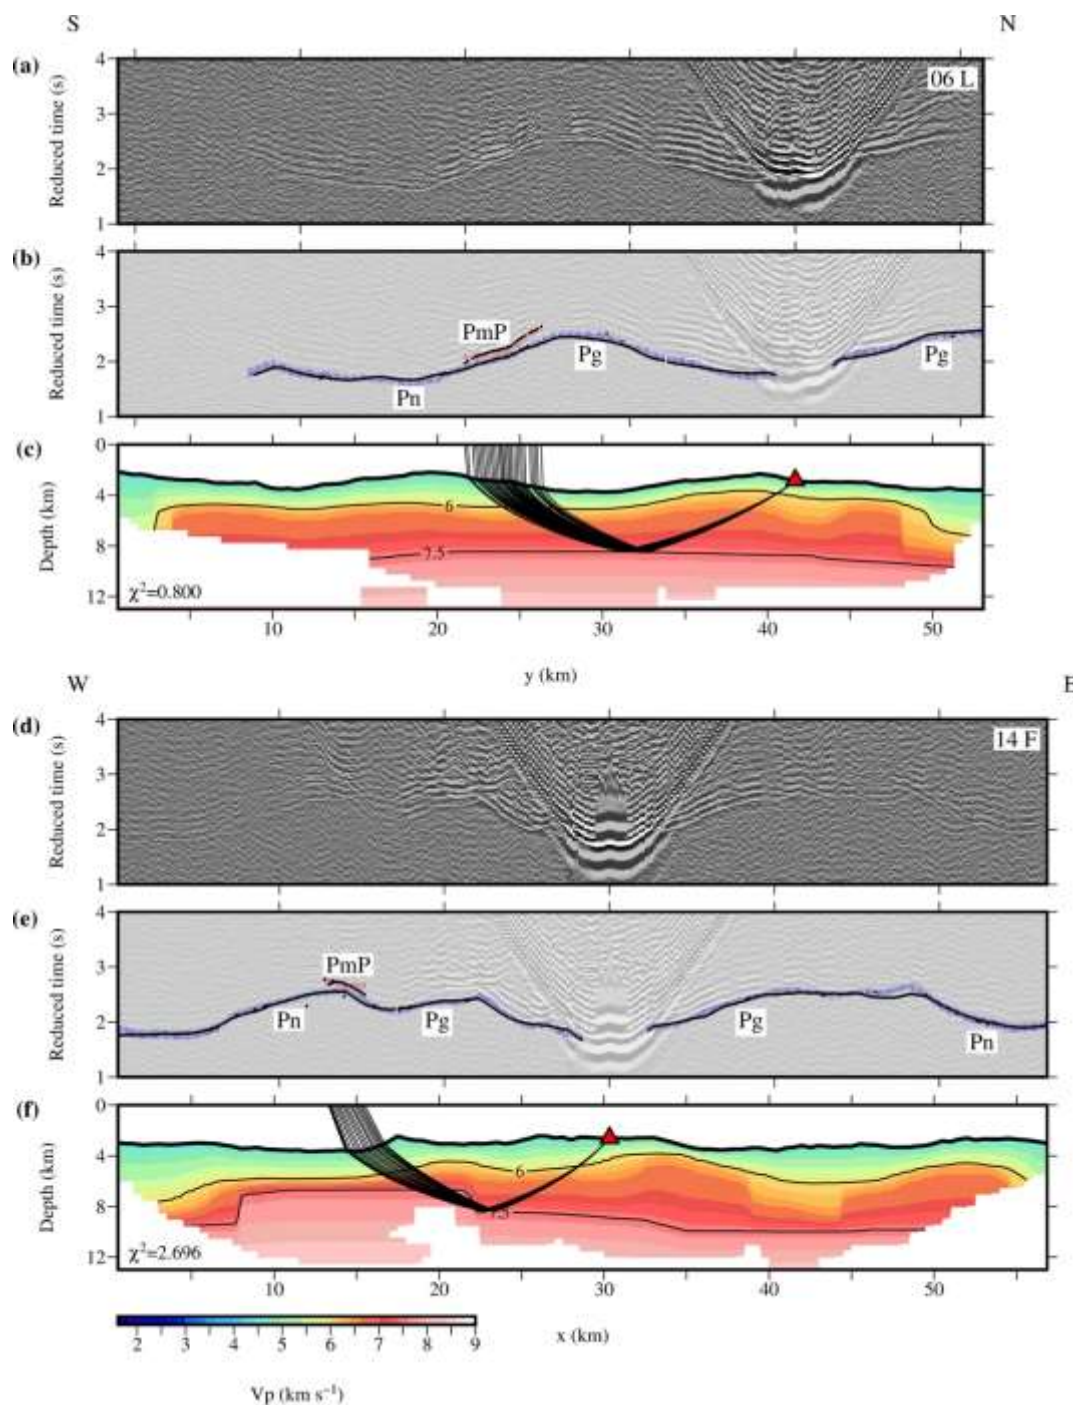 S N
(a)
4
06 L
3
2
1
Reduced time (s)
(b)
4
3
PmP
2
Pg
Pg
Pn
1
Reduced time (s)
(c)
0
4
6
8
7.5
12
χ²=0.800
Depth (km)
10 20 30 40 50
y (km)
W E
(d)
4
14 F
3
2
1
Reduced time (s)
(e)
4
3
PmP
2
Pn Pg Pg
Pn
1
Reduced time (s)
(f)
0
4
6
8
7.5
12
χ²=2.696
Depth (km)
10 20 30 40 50
x (km)
2 3 4 5 6 7 8 9
Vp (km s⁻¹)